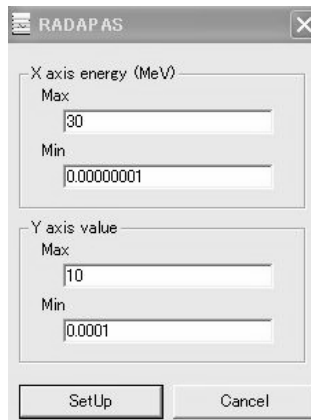 RADAPAS
X axis energy (MeV)
Max
30
Min
0.00000001
Y axis value
Max
10
Min
0.0001
SetUp Cancel